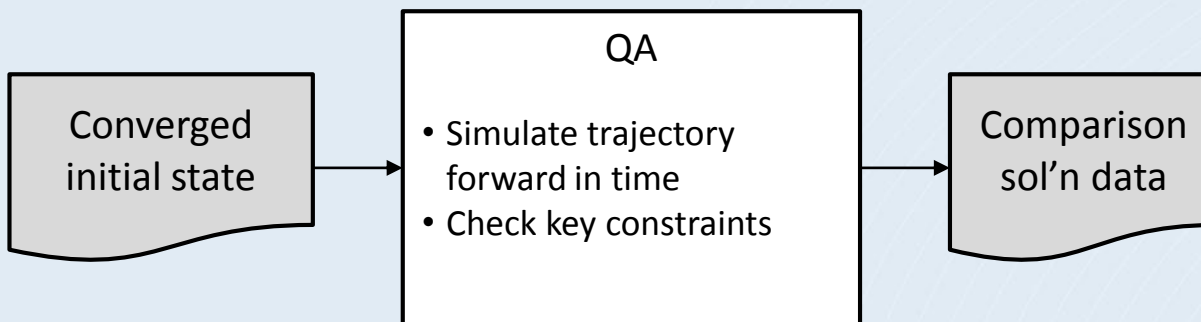 Converged
initial state
QA
• Simulate trajectory
forward in time
• Check key constraints
Comparison
sol’n data